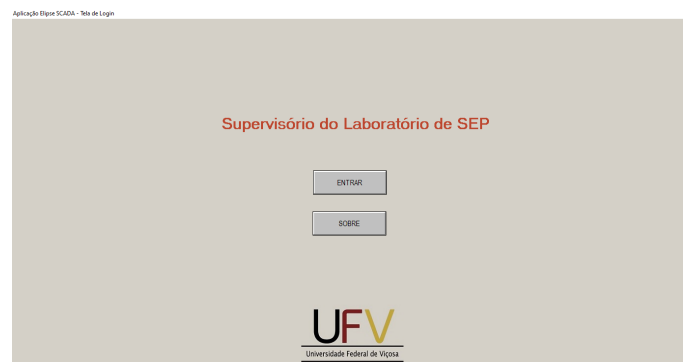 Aplicação Elipse SCADA - Tela de Login
Supervisório do Laboratório de SEP
ENTRAR
SOBRE
UFV
Universidade Federal de Viçosa